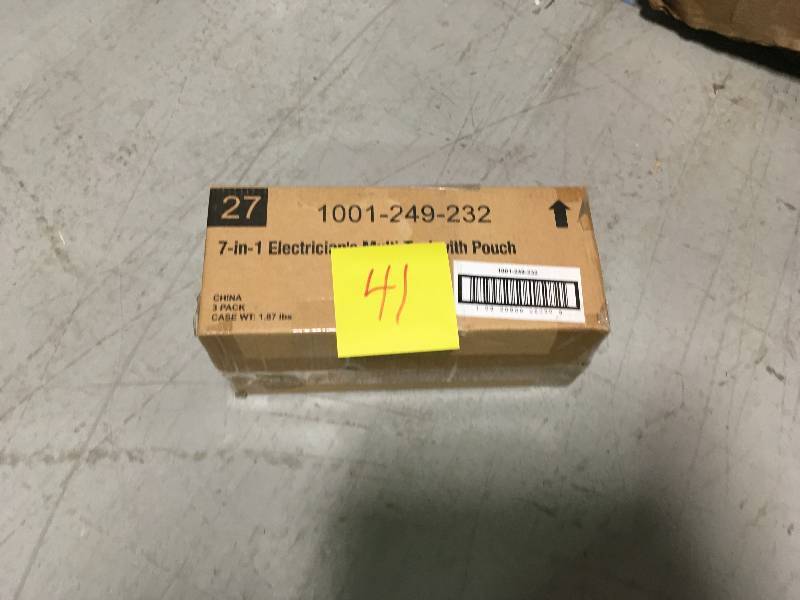 27
1001-249-232
7-in-1 Electrician's Multi-Tool with Pouch
41
1001-249-232
CHINA
3 PACK
CASE WT: 1.87 lbs